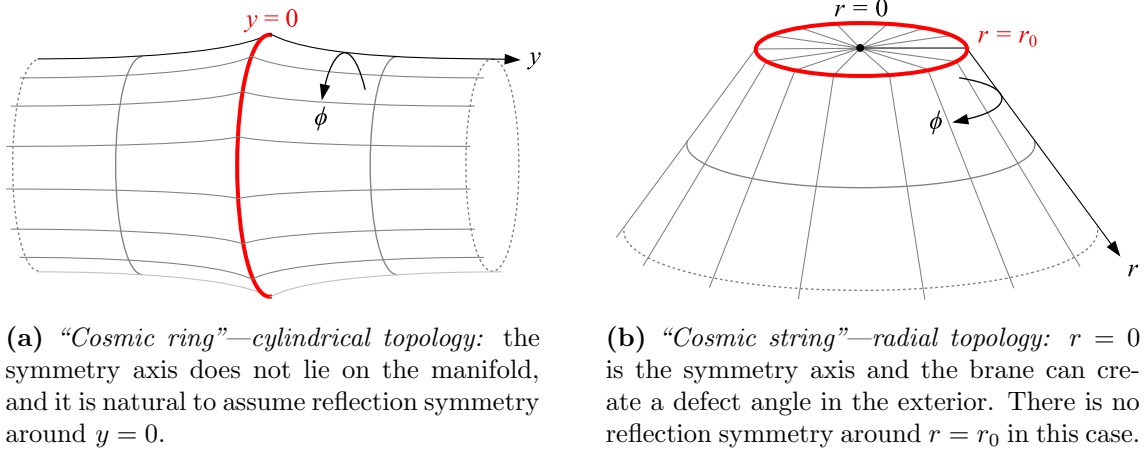 y = 0
y
ϕ
r = 0
r = r₀
ϕ
r
(a) “Cosmic ring”—cylindrical topology: the
symmetry axis does not lie on the manifold,
and it is natural to assume reflection symmetry
around y = 0.
(b) “Cosmic string”—radial topology: r = 0
is the symmetry axis and the brane can cre-
ate a defect angle in the exterior. There is no
reflection symmetry around r = r₀ in this case.